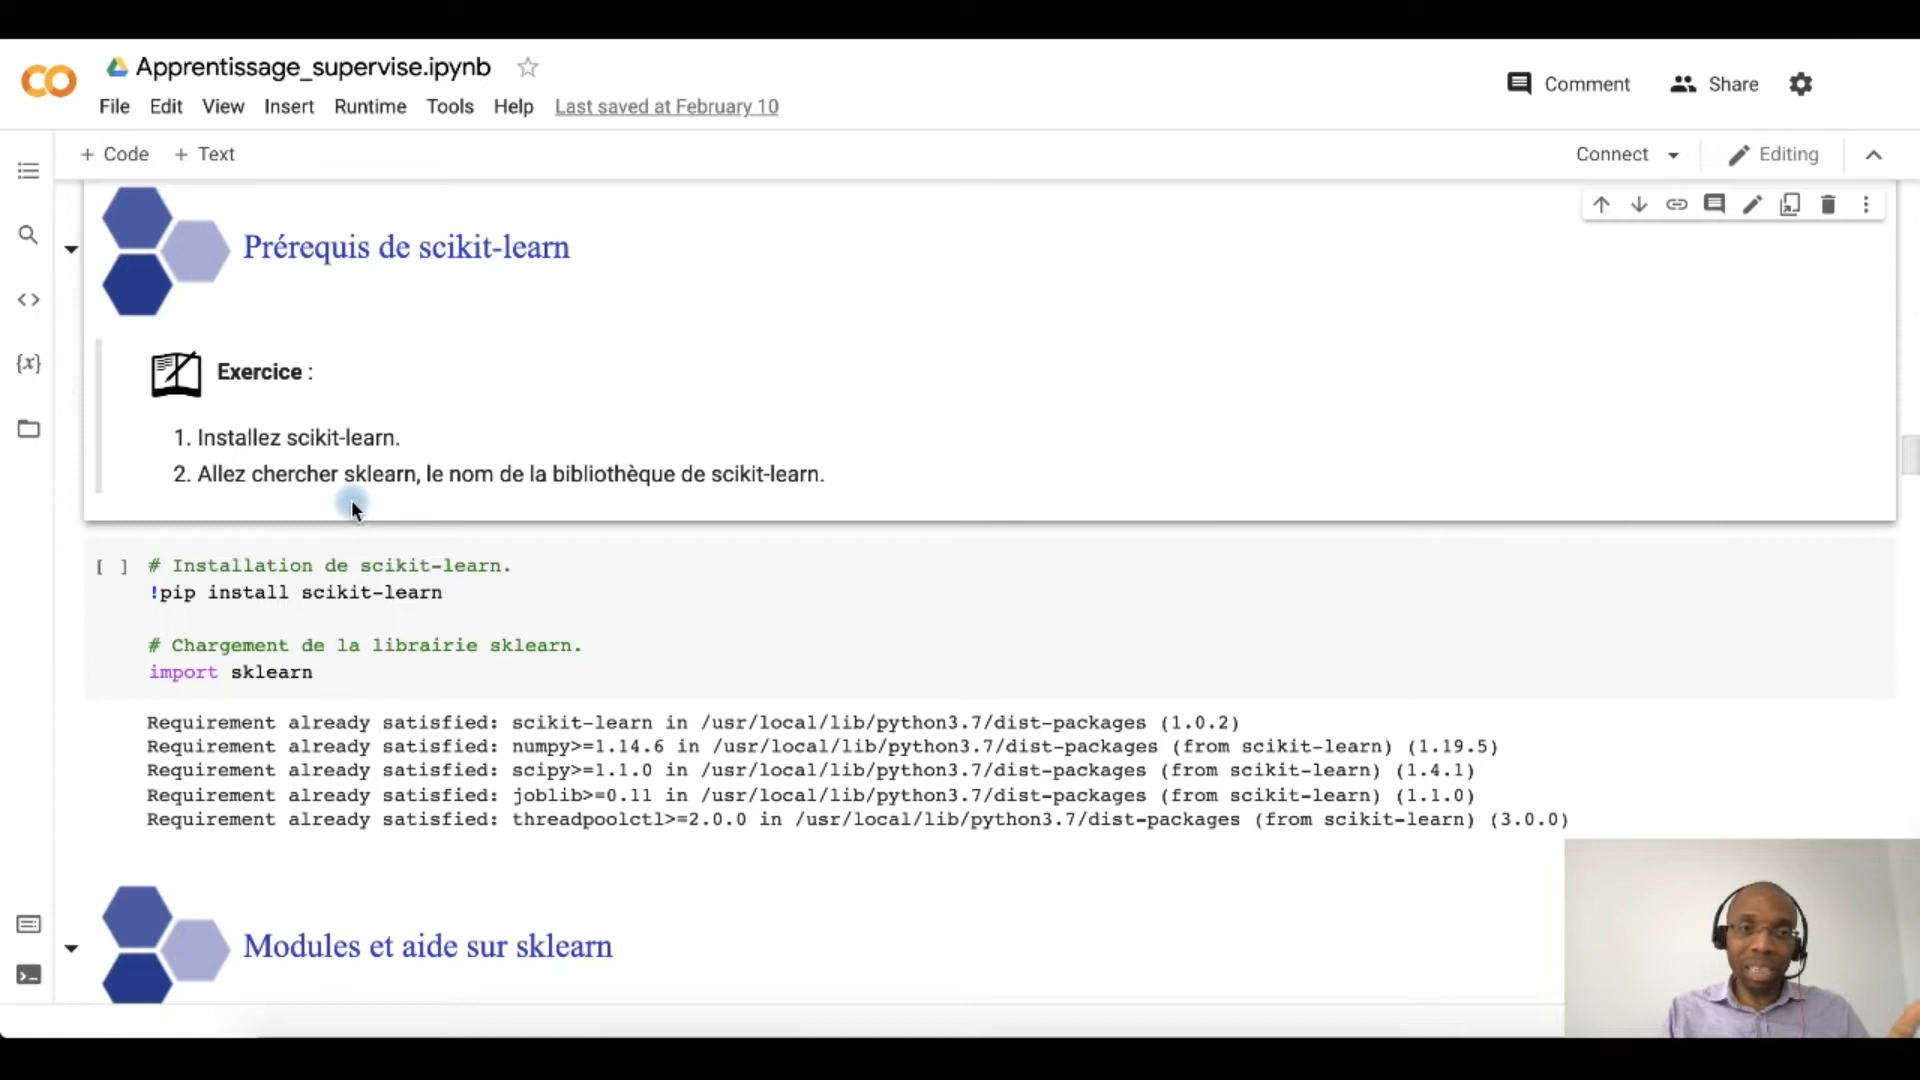 Apprentissage_supervise.ipynb
Comment
Share
File Edit View Insert Runtime Tools Help Last saved at February 10
+ Code + Text
Connect
Editing
Prérequis de scikit-learn
Exercice :
1. Installez scikit-learn.
2. Allez chercher sklearn, le nom de la bibliothèque de scikit-learn.
[ ] # Installation de scikit-learn.
!pip install scikit-learn
# Chargement de la librairie sklearn.
import sklearn
Requirement already satisfied: scikit-learn in /usr/local/lib/python3.7/dist-packages (1.0.2)
Requirement already satisfied: numpy>=1.14.6 in /usr/local/lib/python3.7/dist-packages (from scikit-learn) (1.19.5)
Requirement already satisfied: scipy>=1.1.0 in /usr/local/lib/python3.7/dist-packages (from scikit-learn) (1.4.1)
Requirement already satisfied: joblib>=0.11 in /usr/local/lib/python3.7/dist-packages (from scikit-learn) (1.1.0)
Requirement already satisfied: threadpoolctl>=2.0.0 in /usr/local/lib/python3.7/dist-packages (from scikit-learn) (3.0.0)
Modules et aide sur sklearn